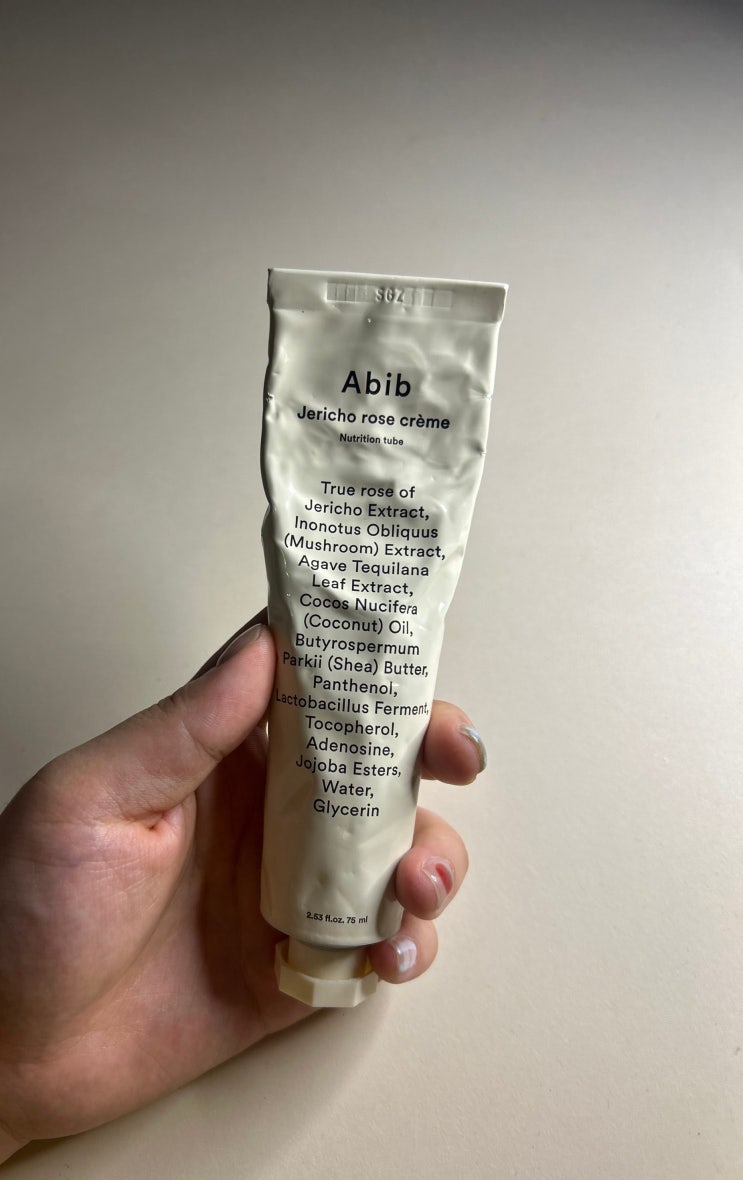 SGZ
Abib
Jericho rose crème
Nutrition tube
True rose of
Jericho Extract,
Inonotus Obliquus
(Mushroom) Extract,
Agave Tequilana
Leaf Extract,
Cocos Nucifera
(Coconut) Oil,
Butyrospermum
Parkii (Shea) Butter,
Panthenol,
Lactobacillus Ferment,
Tocopherol,
Adenosine,
Jojoba Esters,
Water,
Glycerin
2.53 fl.oz. 75 ml